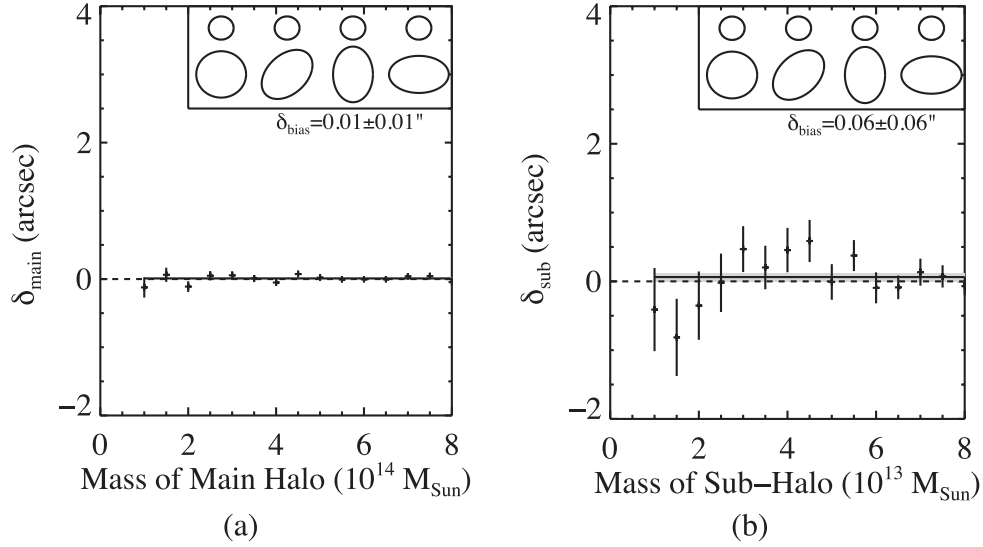 4
δbias=0.01±0.01"
2
0
−2
δmain (arcsec)
0 2 4 6 8
Mass of Main Halo (10^14 MSun)
(a)
4
δbias=0.06±0.06"
2
0
−2
δsub (arcsec)
0 2 4 6 8
Mass of Sub−Halo (10^13 MSun)
(b)